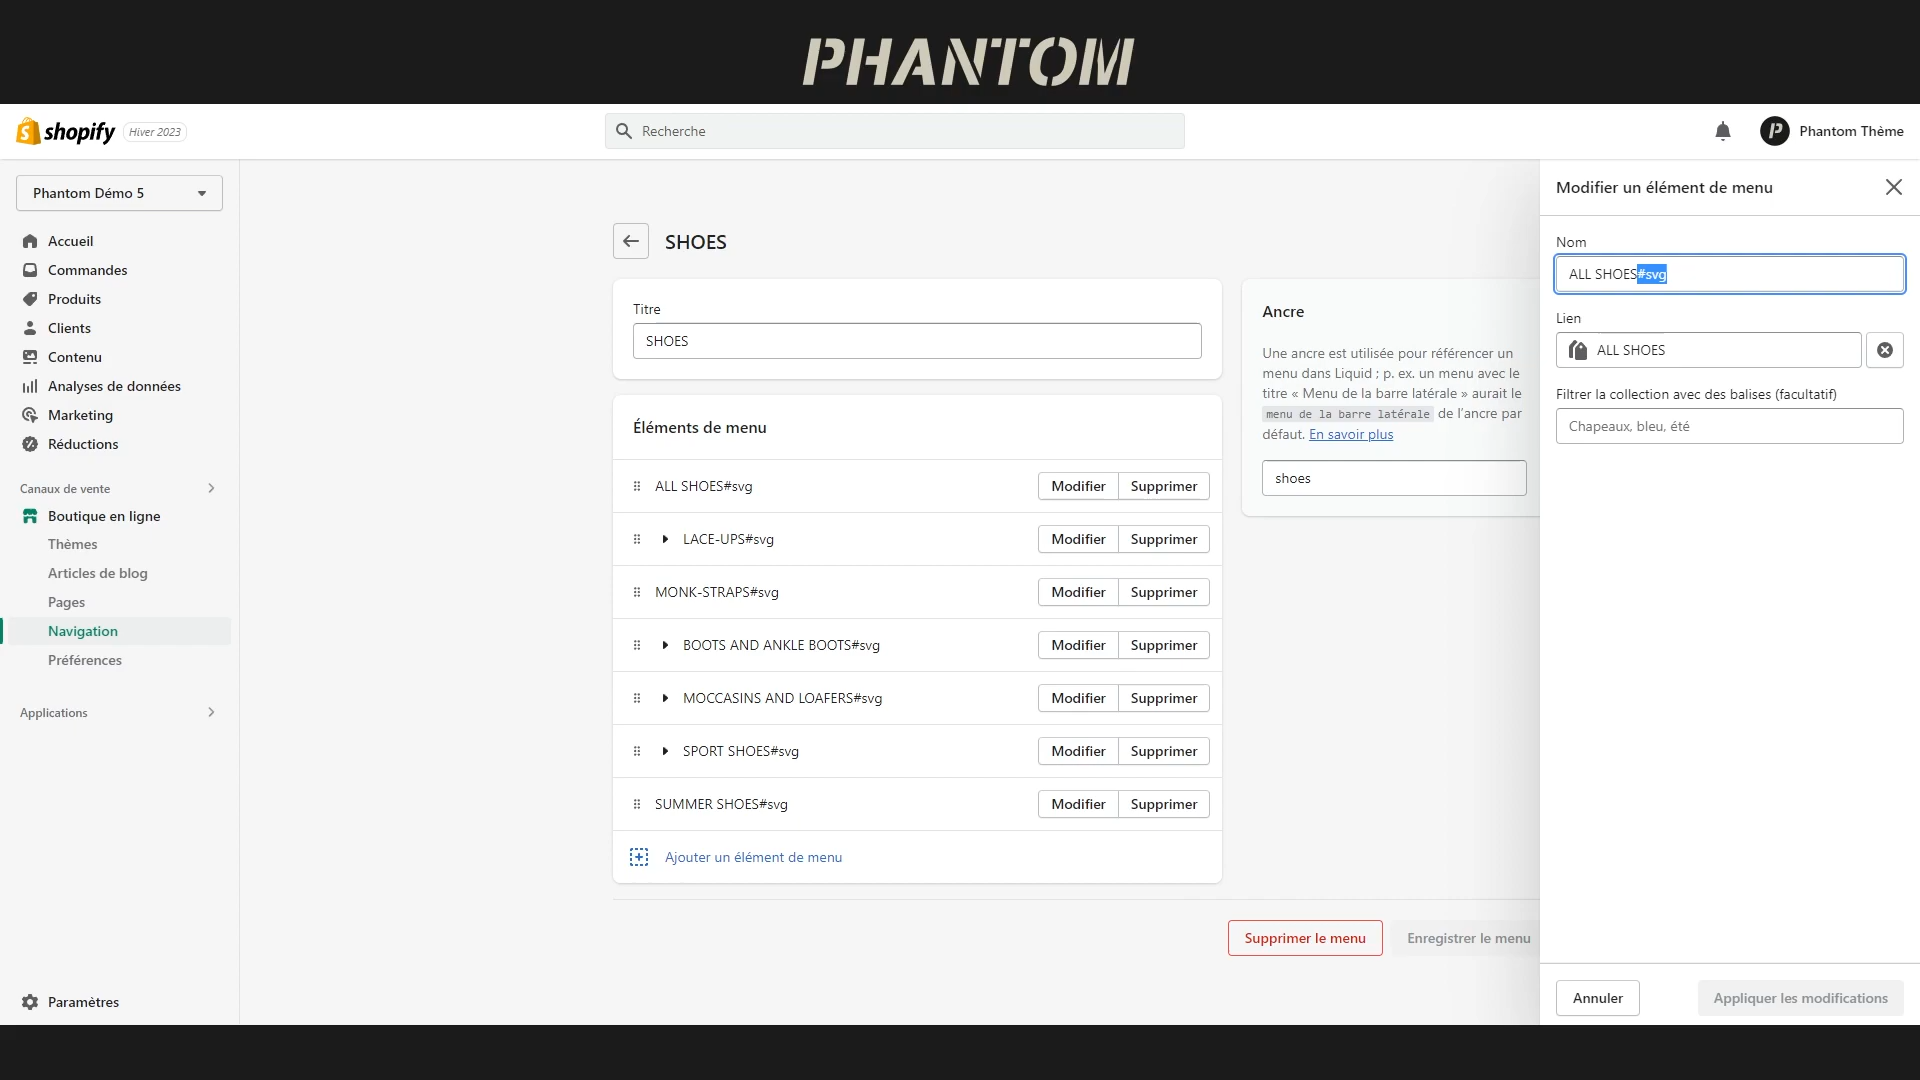 PHANTOM
shopify
Hiver 2023
Recherche
Phantom Thème
Phantom Démo 5
Accueil
Commandes
Produits
Clients
Contenu
Analyses de données
Marketing
Réductions
Canaux de vente
Boutique en ligne
Thèmes
Articles de blog
Pages
Navigation
Préférences
Applications
Paramètres
SHOES
Titre
SHOES
Éléments de menu
ALL SHOES#svg Modifier Supprimer
LACE-UPS#svg Modifier Supprimer
MONK-STRAPS#svg Modifier Supprimer
BOOTS AND ANKLE BOOTS#svg Modifier Supprimer
MOCCASINS AND LOAFERS#svg Modifier Supprimer
SPORT SHOES#svg Modifier Supprimer
SUMMER SHOES#svg Modifier Supprimer
Ajouter un élément de menu
Ancre
Une ancre est utilisée pour référencer un
menu dans Liquid ; p. ex. un menu avec le
titre « Menu de la barre latérale » aurait le
menu de la barre latérale de l’ancre par
défaut. En savoir plus
shoes
Supprimer le menu
Enregistrer le menu
Modifier un élément de menu
Nom
ALL SHOES#svg
Lien
ALL SHOES
Filtrer la collection avec des balises (facultatif)
Chapeaux, bleu, été
Annuler
Appliquer les modifications